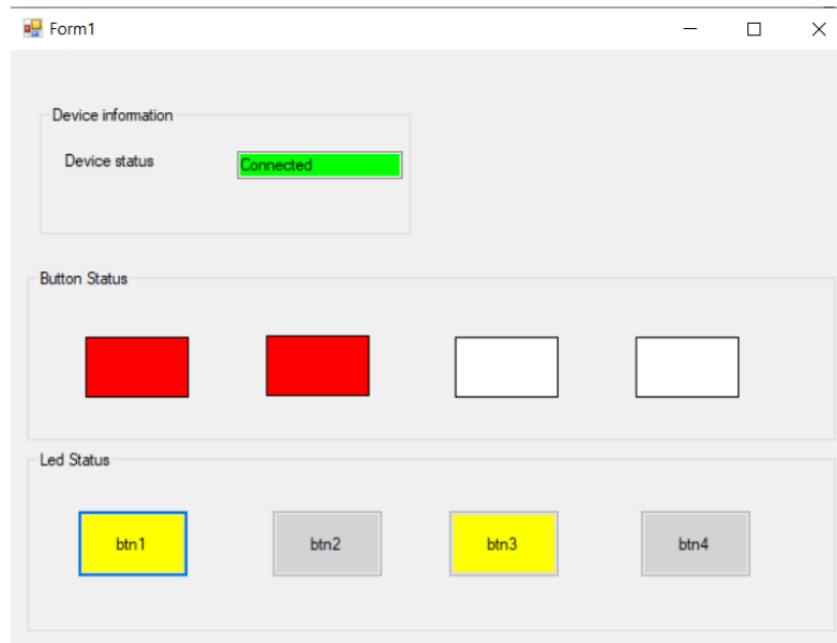 Form1
Device information
Device status Connected
Button Status
Led Status
btn1 btn2 btn3 btn4